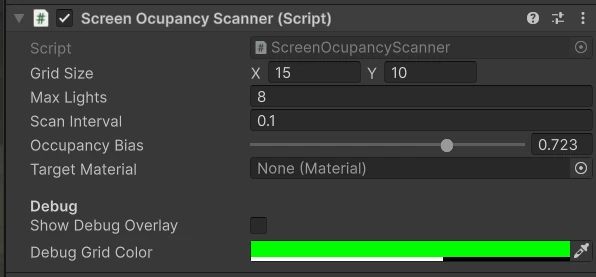 Screen Ocupancy Scanner (Script)
Script ScreenOcupancyScanner
Grid Size X 15 Y 10
Max Lights 8
Scan Interval 0.1
Occupancy Bias 0.723
Target Material None (Material)
Debug
Show Debug Overlay
Debug Grid Color